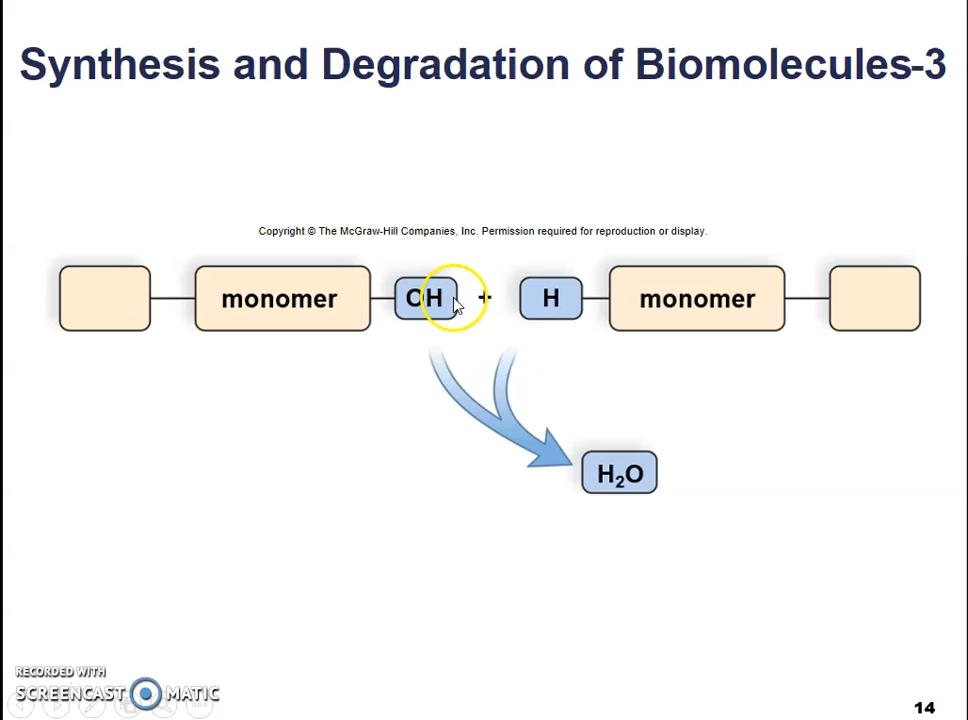 Synthesis and Degradation of Biomolecules-3
Copyright © The McGraw-Hill Companies, Inc. Permission required for reproduction or display.
monomer OH + H monomer
H₂O
RECORDED WITH
SCREENCAST MATIC
14